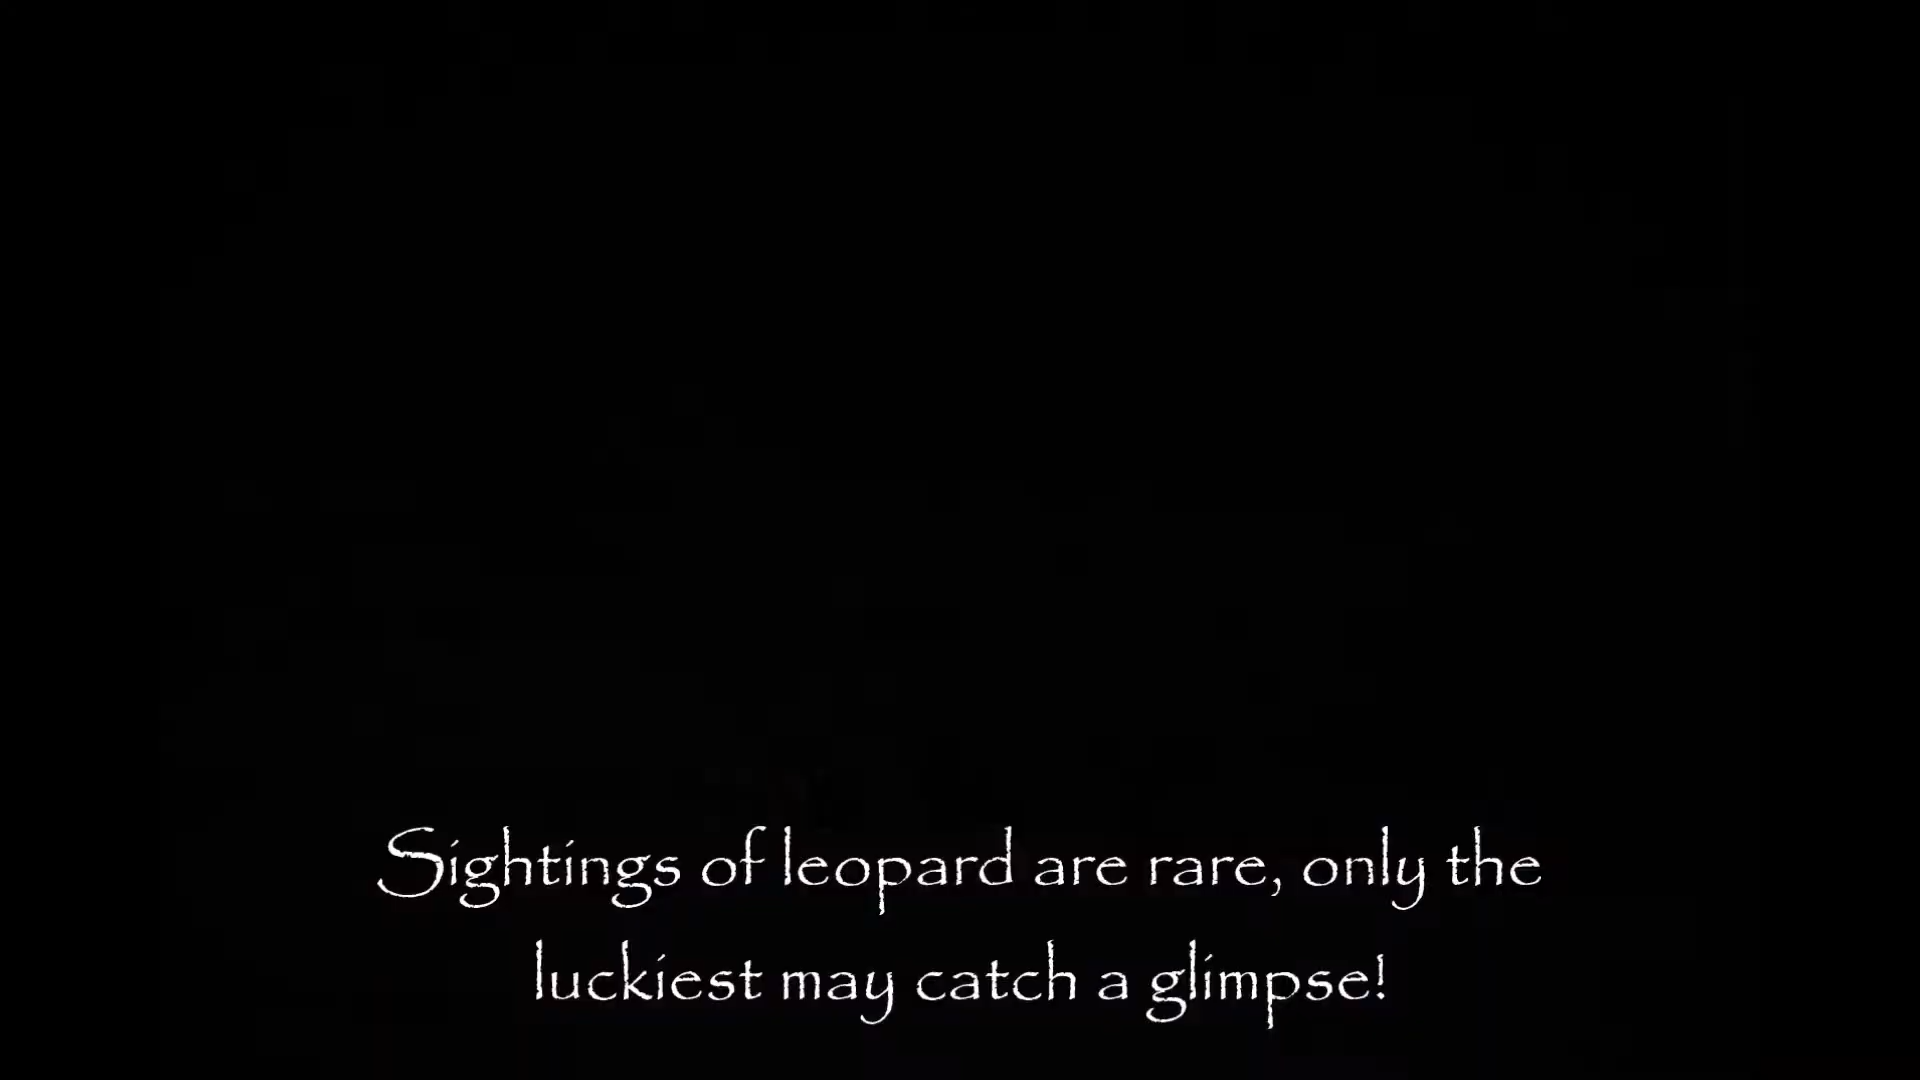 Sightings of leopard are rare, only the
luckiest may catch a glimpse!